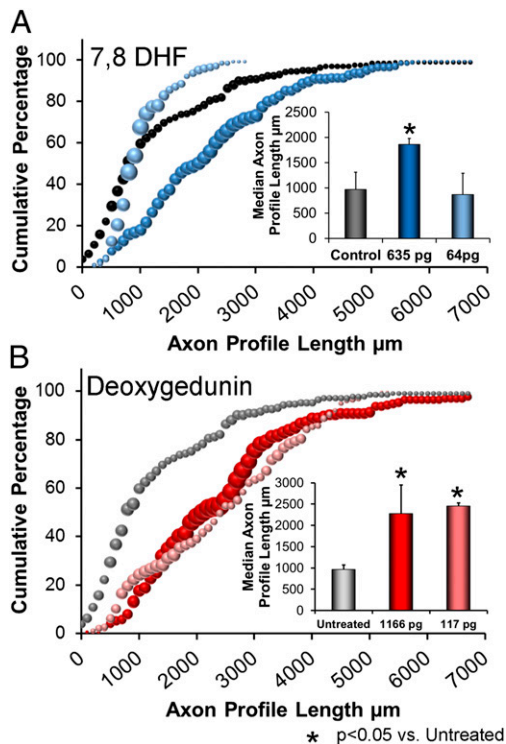 A
7,8 DHF
Cumulative Percentage
100
80
60
40
20
0
0
1000
2000
3000
4000
5000
6000
7000
Axon Profile Length µm
Median Axon
Profile Length µm
2500
2000
1500
1000
500
0
*
Control 635 pg 64pg
B
Deoxygedunin
Cumulative Percentage
100
80
60
40
20
0
0
1000
2000
3000
4000
5000
6000
7000
Axon Profile Length µm
Median Axon
Profile Length µm
3000
2500
2000
1500
1000
500
0
* *
Untreated 1166 pg 117 pg
* p<0.05 vs. Untreated